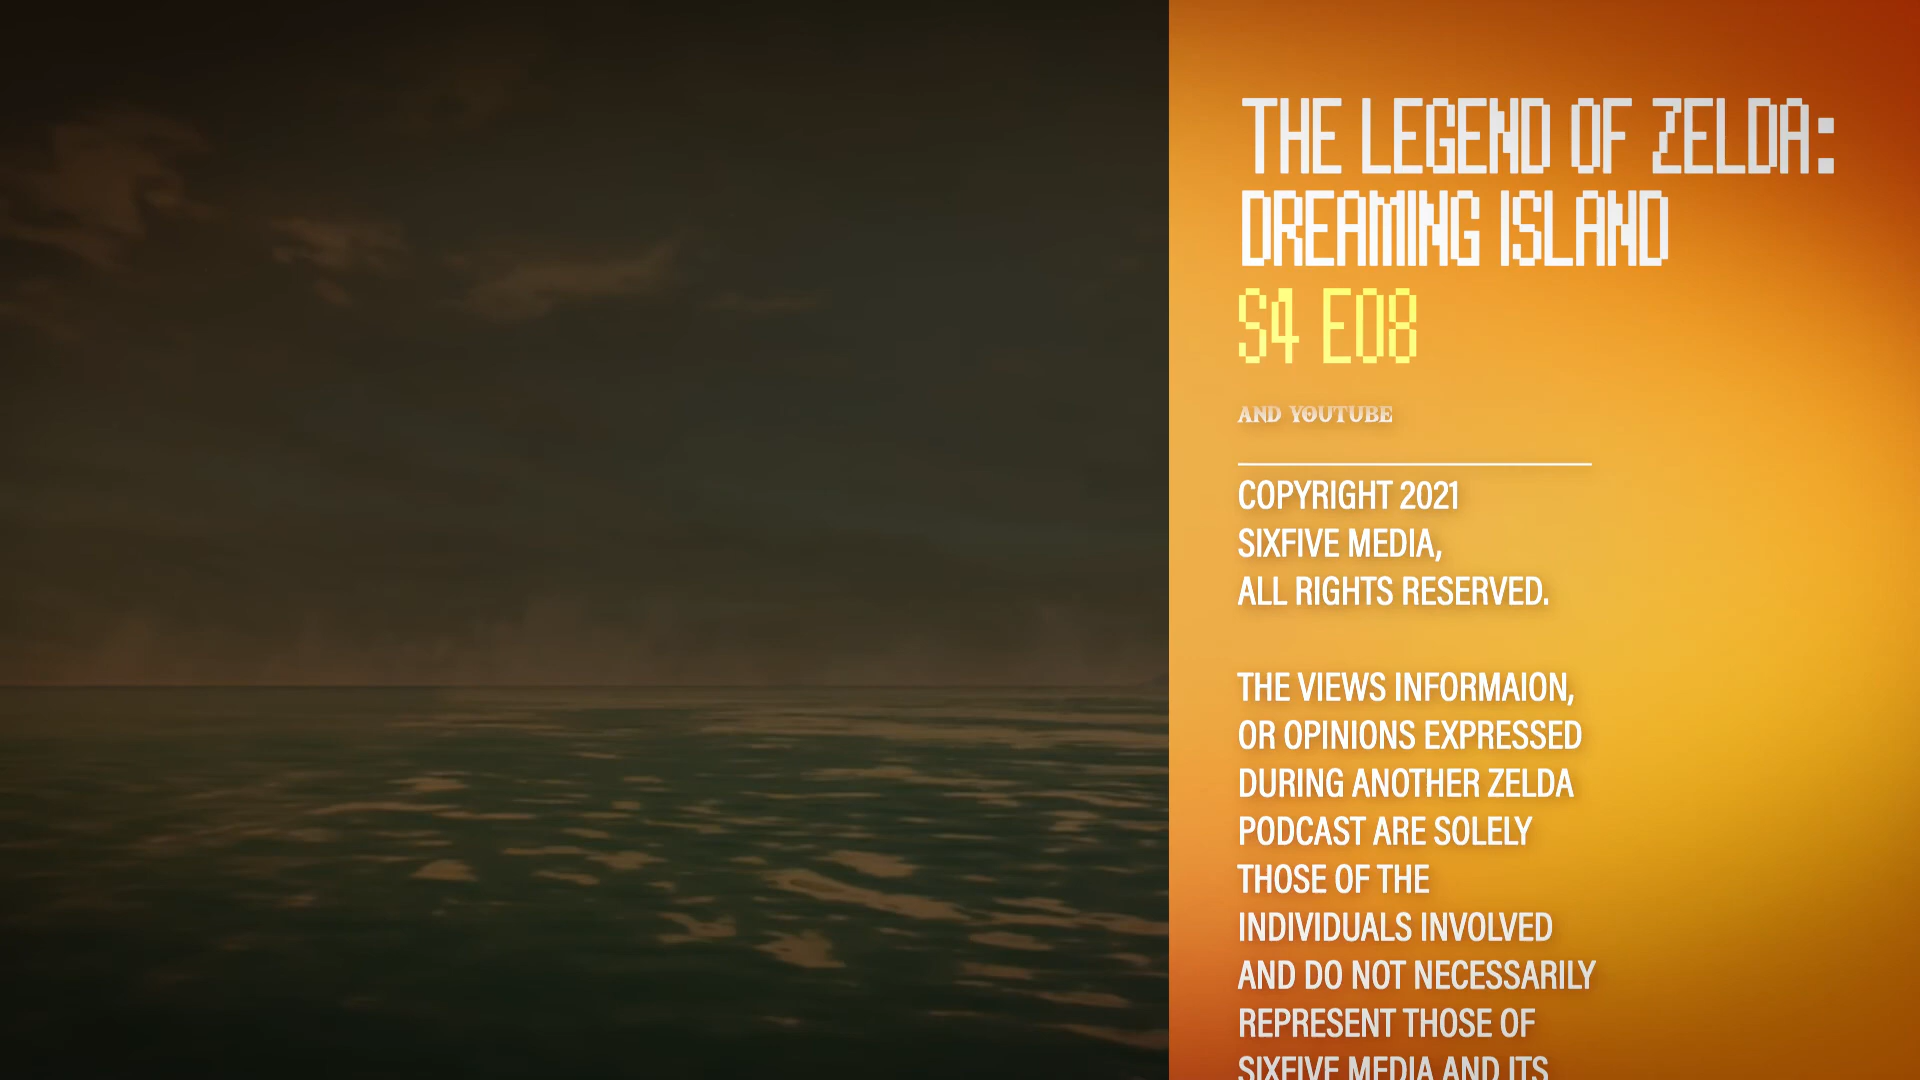 THE LEGEND OF ZELDA:
DREAMING ISLAND
S4 E08
AND YOUTUBE
COPYRIGHT 2021
SIXFIVE MEDIA,
ALL RIGHTS RESERVED.
THE VIEWS INFORMAION,
OR OPINIONS EXPRESSED
DURING ANOTHER ZELDA
PODCAST ARE SOLELY
THOSE OF THE
INDIVIDUALS INVOLVED
AND DO NOT NECESSARILY
REPRESENT THOSE OF
SIXFIVE MEDIA AND ITS